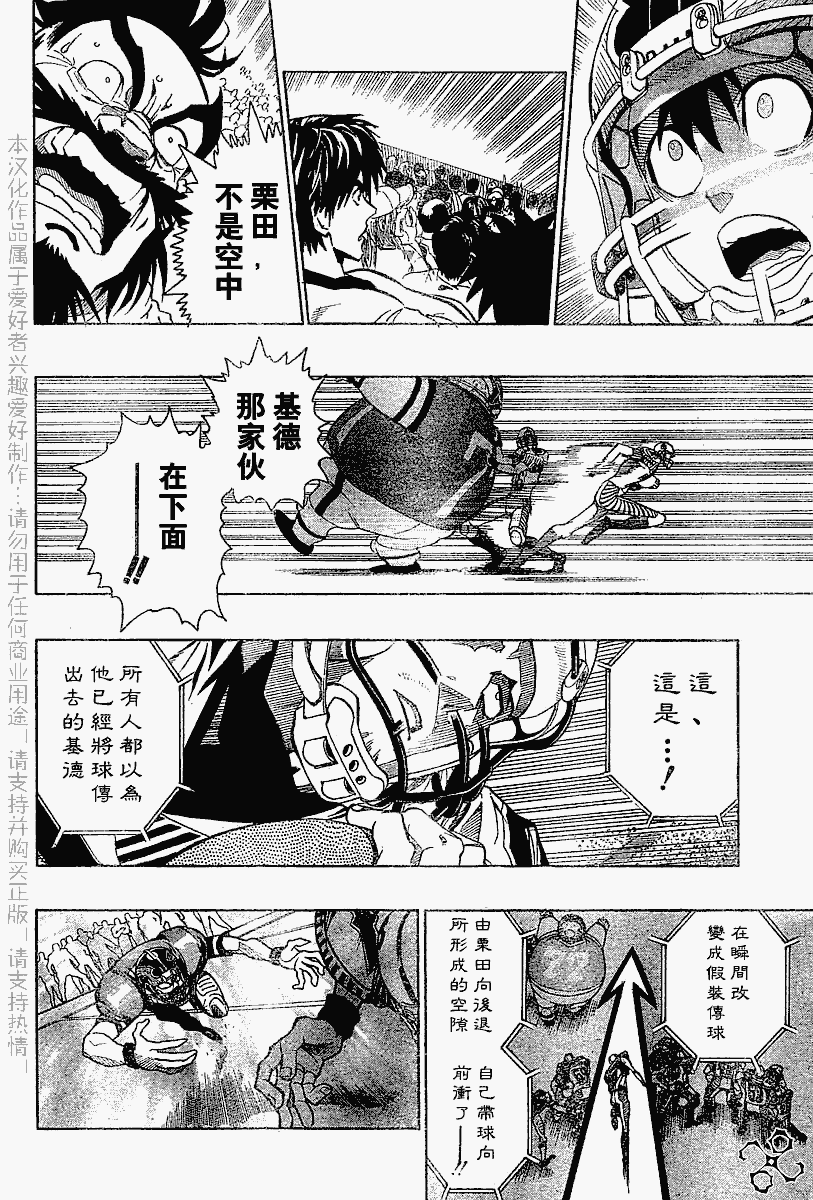 栗田，
不是空中
基德
那家伙
在下面
——!!
這、
這是…!
所有人都以為
他已經將球傳
出去的基德
在瞬間改
變成假裝傳球
由栗田向後退
所形成的空隙
自己帶球向
前衝了——!!
77
本汉化作品属于爱好者兴趣爱好制作…请勿用于任何商业用途—请支持并购买正版—请支持热情—